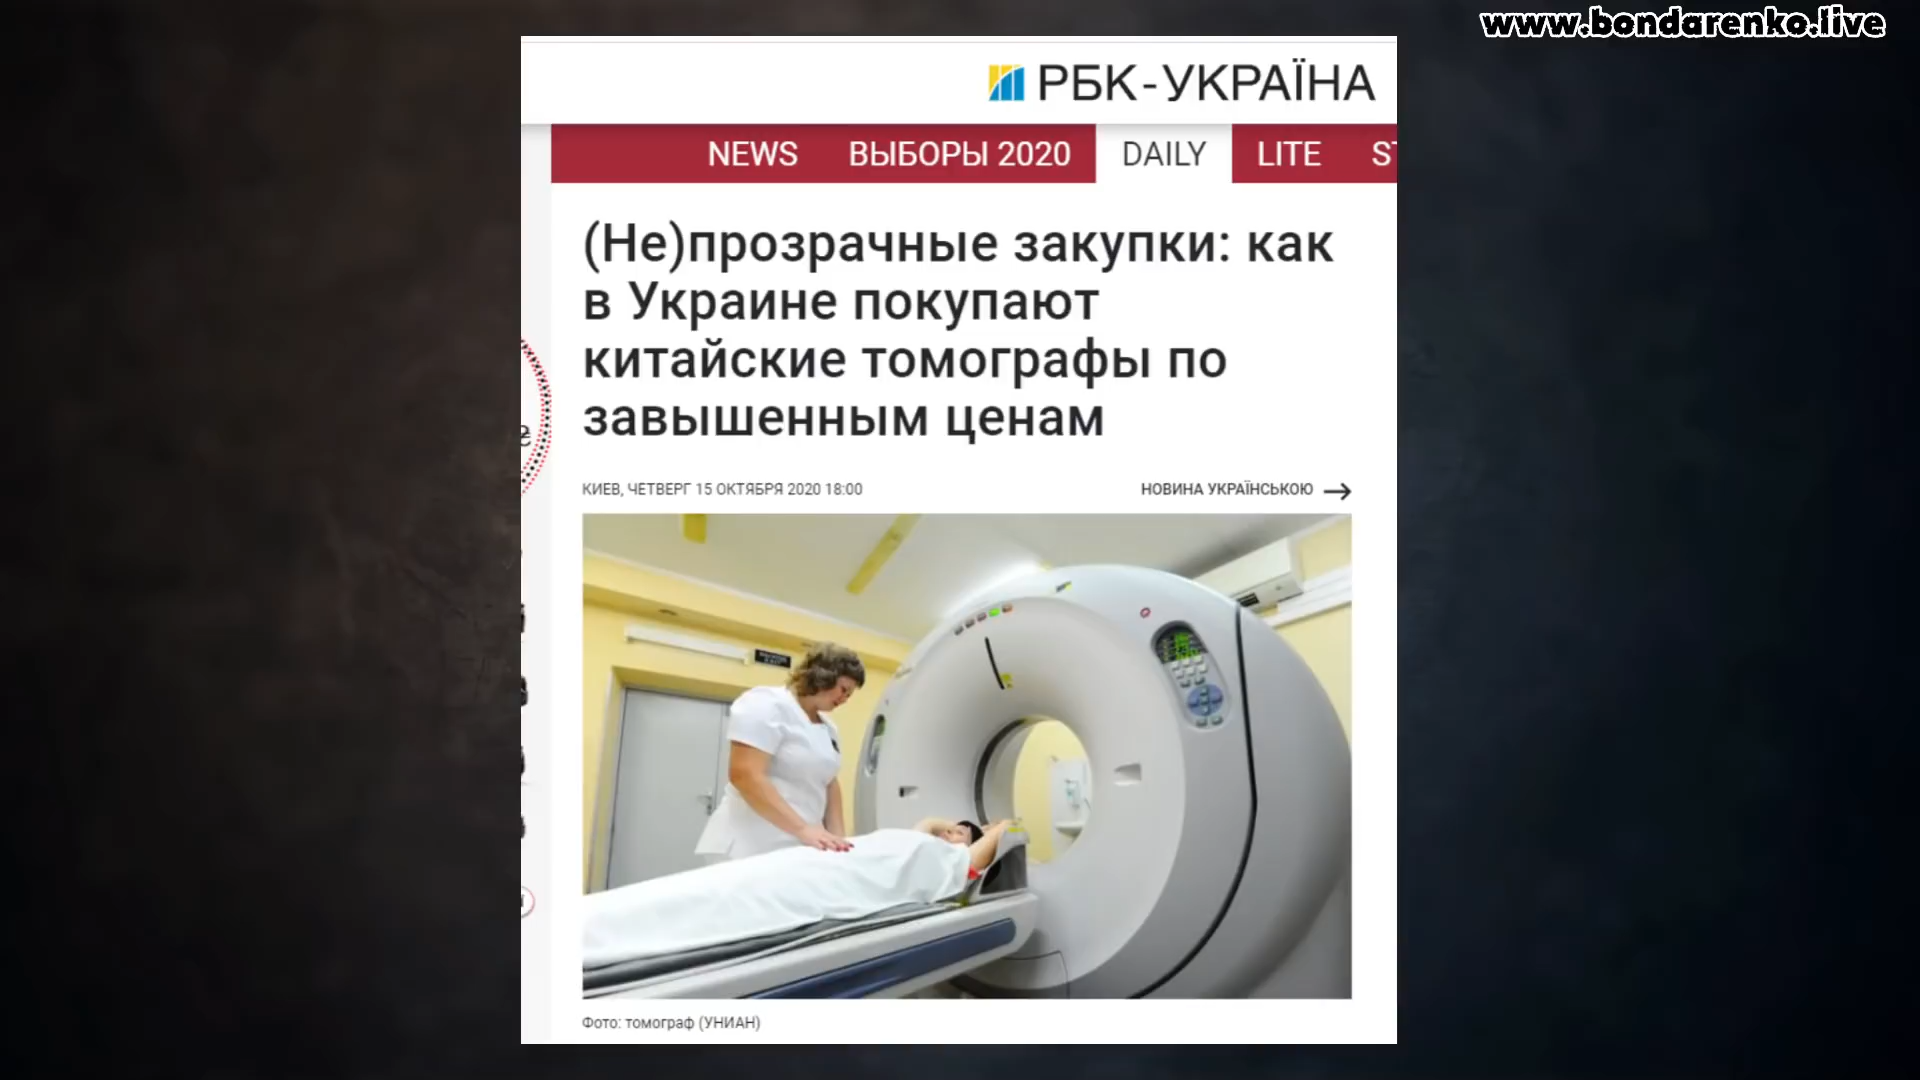 www.bondarenko.live
РБК-УКРАЇНА
NEWS ВЫБОРЫ 2020 DAILY LITE ST
(Не)прозрачные закупки: как
в Украине покупают
китайские томографы по
завышенным ценам
КИЕВ, ЧЕТВЕРГ 15 ОКТЯБРЯ 2020 18:00 НОВИНА УКРАЇНСЬКОЮ →
Фото: томограф (УНИАН)